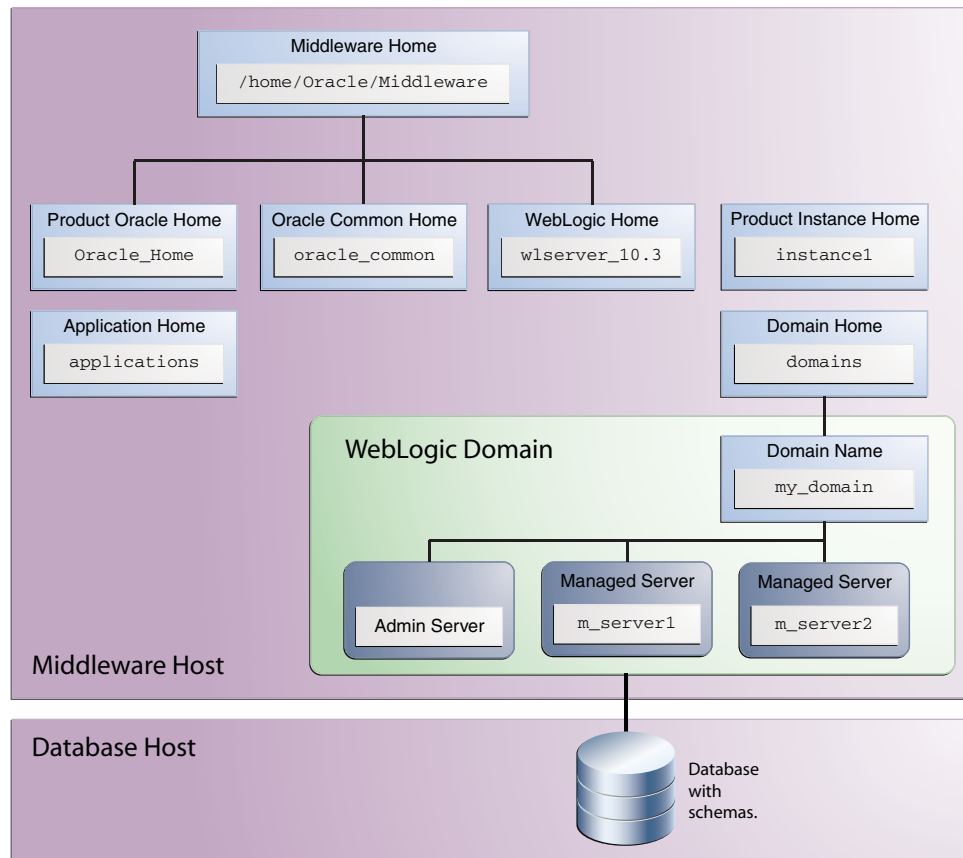 Middleware Home
/home/Oracle/Middleware
Product Oracle Home
Oracle_Home
Oracle Common Home
oracle_common
WebLogic Home
wlserver_10.3
Product Instance Home
instance1
Application Home
applications
Domain Home
domains
WebLogic Domain
Domain Name
my_domain
Admin Server
Managed Server
m_server1
Managed Server
m_server2
Middleware Host
Database Host
Database
with
schemas.